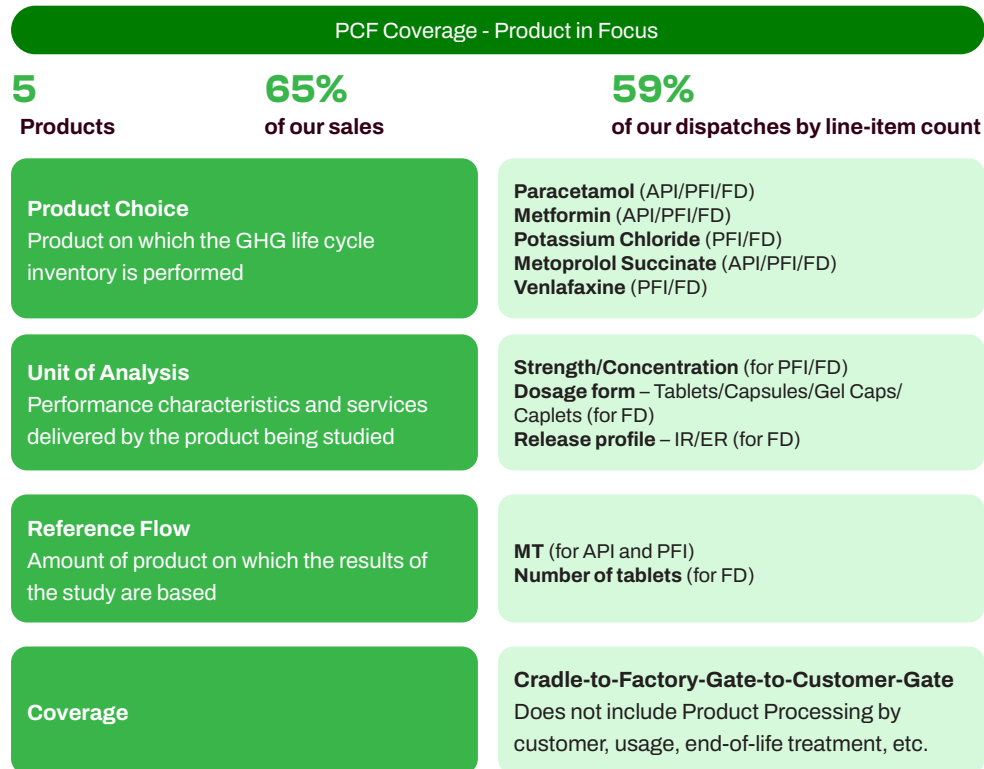 PCF Coverage - Product in Focus
5
Products
65%
of our sales
59%
of our dispatches by line-item count
Product Choice
Product on which the GHG life cycle
inventory is performed
Paracetamol (API/PFI/FD)
Metformin (API/PFI/FD)
Potassium Chloride (PFI/FD)
Metoprolol Succinate (API/PFI/FD)
Venlafaxine (PFI/FD)
Unit of Analysis
Performance characteristics and services
delivered by the product being studied
Strength/Concentration (for PFI/FD)
Dosage form – Tablets/Capsules/Gel Caps/
Caplets (for FD)
Release profile – IR/ER (for FD)
Reference Flow
Amount of product on which the results of
the study are based
MT (for API and PFI)
Number of tablets (for FD)
Coverage
Cradle-to-Factory-Gate-to-Customer-Gate
Does not include Product Processing by
customer, usage, end-of-life treatment, etc.